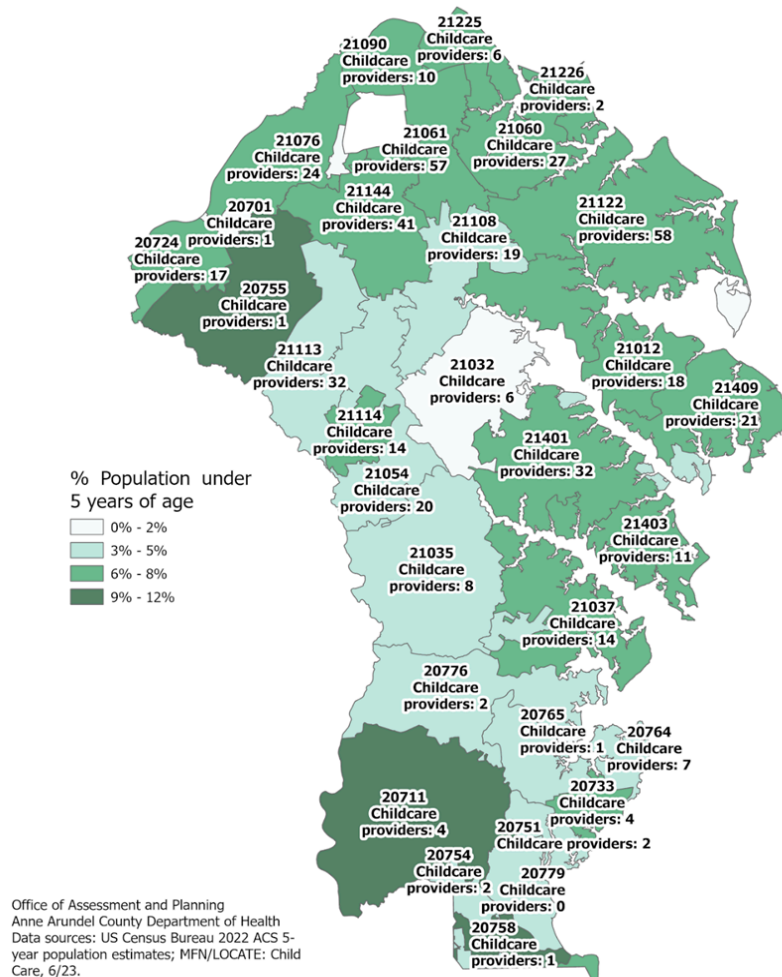 21225
Childcare
providers: 6
21090
Childcare
providers: 10
21226
Childcare
providers: 2
21076
Childcare
providers: 24
21061
Childcare
providers: 57
21060
Childcare
providers: 27
21144
Childcare
providers: 41
21122
Childcare
providers: 58
20701
Childcare
providers: 1
21108
Childcare
providers: 19
20724
Childcare
providers: 17
20755
Childcare
providers: 1
21113
Childcare
providers: 32
21032
Childcare
providers: 6
21012
Childcare
providers: 18
21409
Childcare
providers: 21
21114
Childcare
providers: 14
21401
Childcare
providers: 32
21054
Childcare
providers: 20
21403
Childcare
providers: 11
% Population under
5 years of age
0% - 2%
3% - 5%
6% - 8%
9% - 12%
21035
Childcare
providers: 8
21037
Childcare
providers: 14
20776
Childcare
providers: 2
20765
Childcare
providers: 1
20764
Childcare
providers: 7
20733
Childcare
providers: 4
20711
Childcare
providers: 4
20751
Childcare providers: 2
20754
Childcare
providers: 2
20779
Childcare
providers: 0
20758
Childcare
providers: 1
Office of Assessment and Planning
Anne Arundel County Department of Health
Data sources: US Census Bureau 2022 ACS 5-
year population estimates; MFN/LOCATE: Child
Care, 6/23.